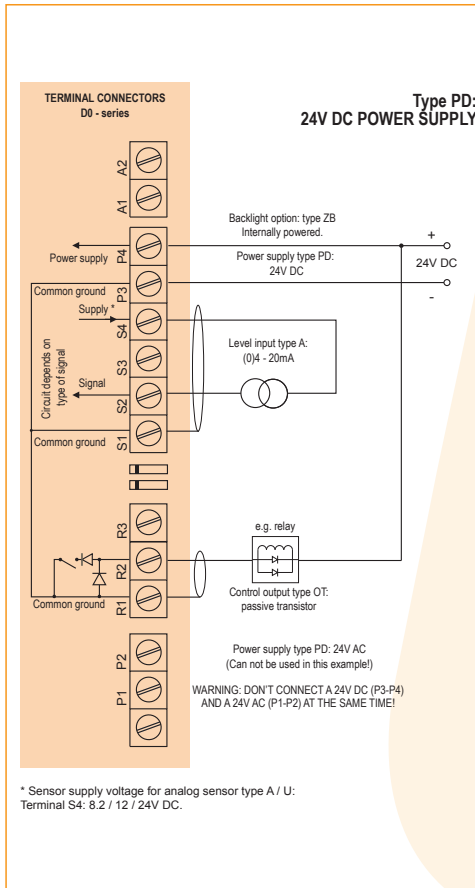 TERMINAL CONNECTORS
D0 - series
Type PD:
24V DC POWER SUPPLY
A2
A1
Backlight option: type ZB
Internally powered.
P4
Power supply
+
Power supply type PD:
24V DC
24V DC
-
Common ground
P3
Supply *
S4
Level input type A:
(0)4 - 20mA
S3
Circuit depends on
type of signal
Signal
S2
Common ground
S1
R3
e.g. relay
R2
Control output type OT:
passive transistor
Common ground
R1
P2
Power supply type PD: 24V AC
(Can not be used in this example!)
P1
WARNING: DON'T CONNECT A 24V DC (P3-P4)
AND A 24V AC (P1-P2) AT THE SAME TIME!
* Sensor supply voltage for analog sensor type A / U:
Terminal S4: 8.2 / 12 / 24V DC.